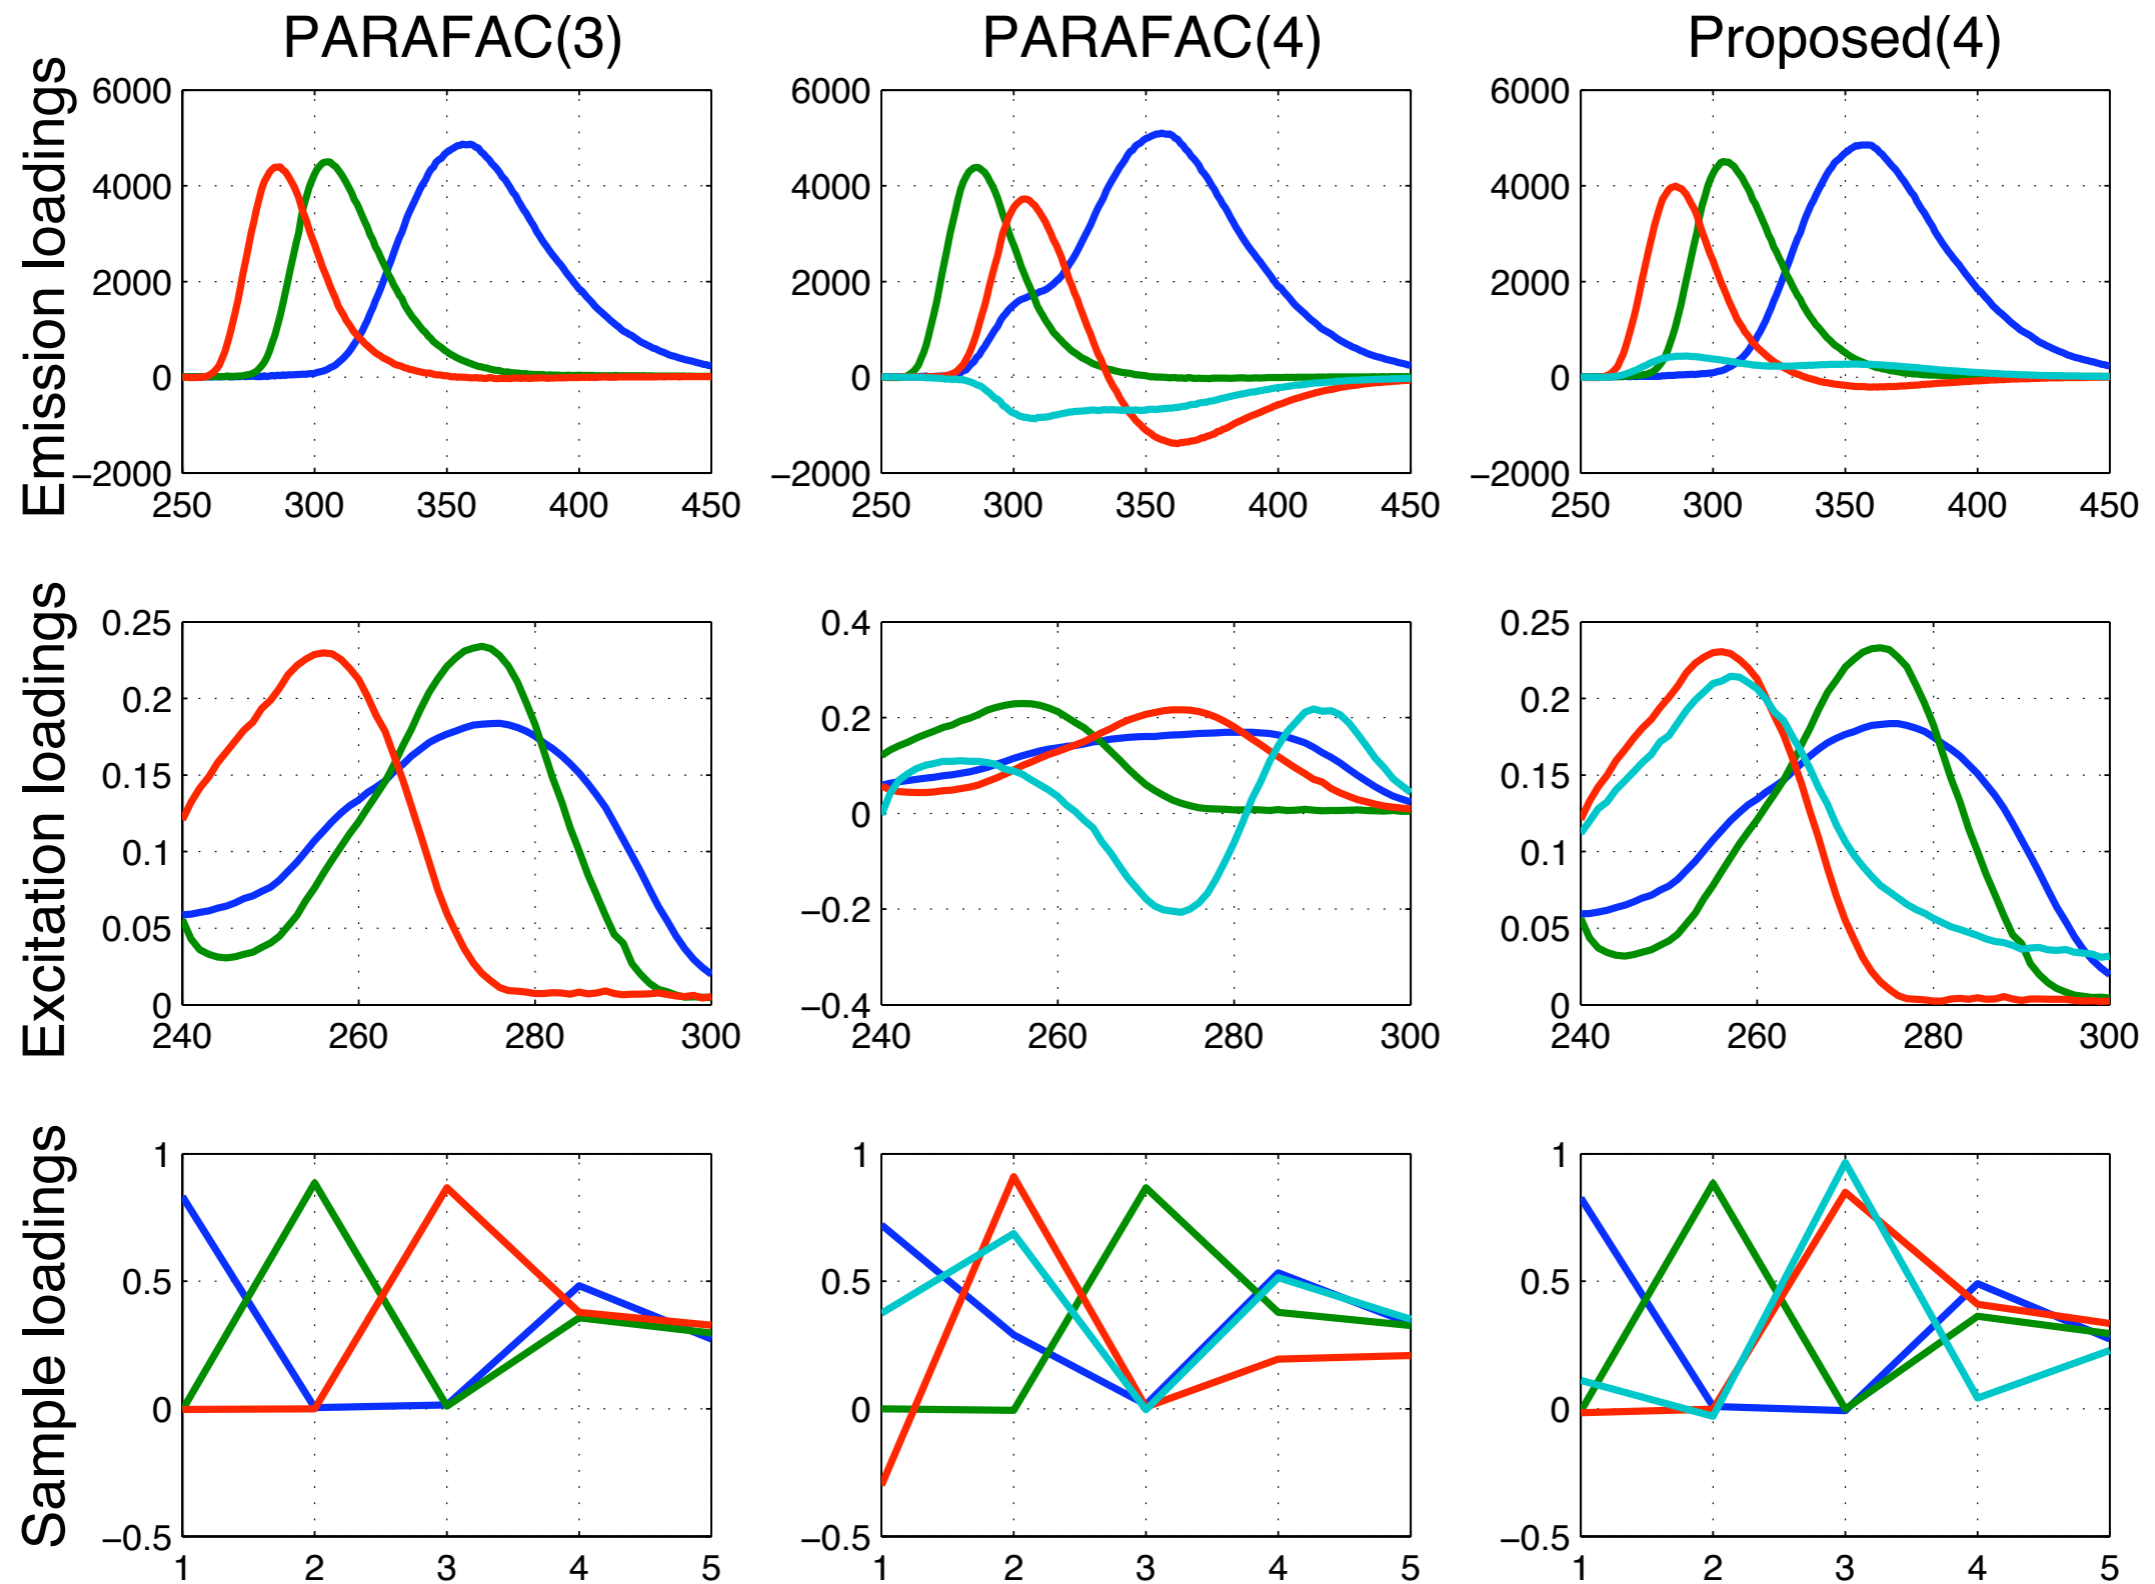 PARAFAC(3) PARAFAC(4) Proposed(4)
Emission loadings
6000 4000 2000 0 −2000
250 300 350 400 450
6000 4000 2000 0 −2000
250 300 350 400 450
6000 4000 2000 0 −2000
250 300 350 400 450
Excitation loadings
0.25 0.2 0.15 0.1 0.05 0
240 260 280 300
0.4 0.2 0 −0.2 −0.4
240 260 280 300
0.25 0.2 0.15 0.1 0.05 0
240 260 280 300
Sample loadings
1 0.5 0 −0.5
1 2 3 4 5
1 0.5 0 −0.5
1 2 3 4 5
1 0.5 0 −0.5
1 2 3 4 5